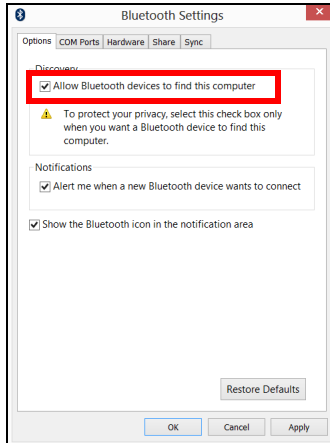 Bluetooth Settings
Options COM Ports Hardware Share Sync
Discovery
Allow Bluetooth devices to find this computer
To protect your privacy, select this check box only
when you want a Bluetooth device to find this
computer.
Notifications
Alert me when a new Bluetooth device wants to connect
Show the Bluetooth icon in the notification area
Restore Defaults
OK Cancel Apply